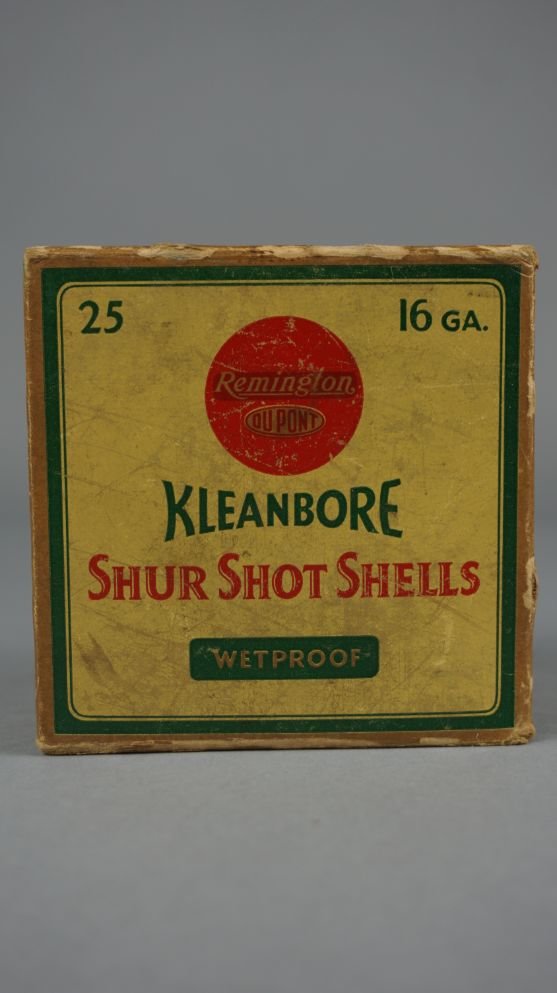 25 16 GA.
Remington
DU PONT
KLEANBORE
SHUR SHOT SHELLS
WETPROOF